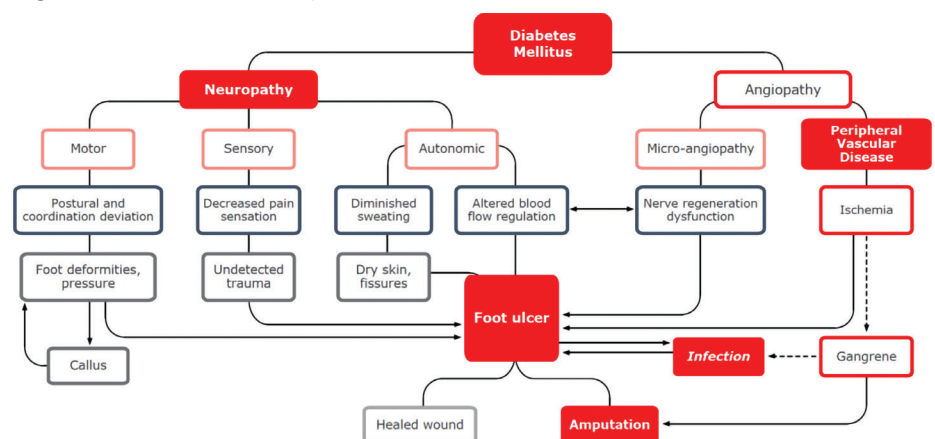 Diabetes
Mellitus
Neuropathy
Angiopathy
Motor
Sensory
Autonomic
Micro-angiopathy
Peripheral
Vascular
Disease
Postural and
coordination deviation
Decreased pain
sensation
Diminished
sweating
Altered blood
flow regulation
Nerve regeneration
dysfunction
Ischemia
Foot deformities,
pressure
Undetected
trauma
Dry skin,
fissures
Foot ulcer
Callus
Infection
Gangrene
Healed wound
Amputation